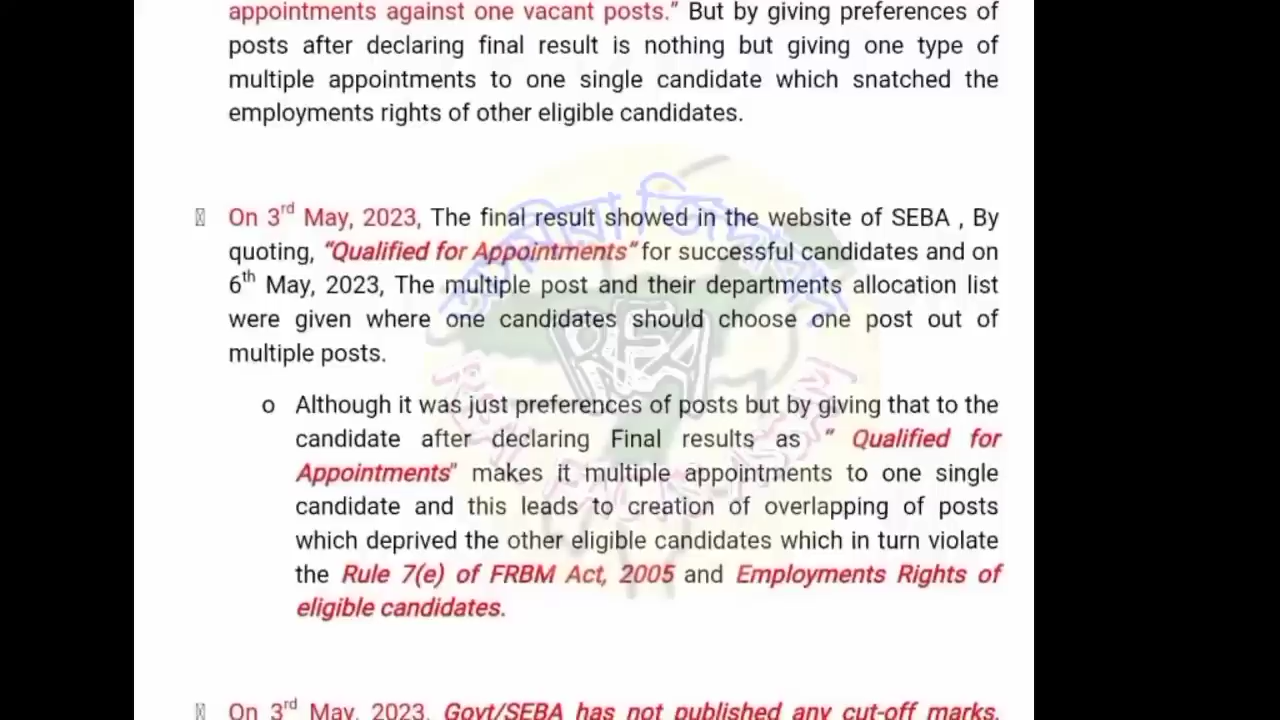 appointments against one vacant posts.” But by giving preferences of
posts after declaring final result is nothing but giving one type of
multiple appointments to one single candidate which snatched the
employments rights of other eligible candidates.
On 3rd May, 2023, The final result showed in the website of SEBA , By
quoting, “Qualified for Appointments” for successful candidates and on
6th May, 2023, The multiple post and their departments allocation list
were given where one candidates should choose one post out of
multiple posts.
o Although it was just preferences of posts but by giving that to the
candidate after declaring Final results as “ Qualified for
Appointments” makes it multiple appointments to one single
candidate and this leads to creation of overlapping of posts
which deprived the other eligible candidates which in turn violate
the Rule 7(e) of FRBM Act, 2005 and Employments Rights of
eligible candidates.
On 3rd May, 2023, Govt/SEBA has not published any cut-off marks,